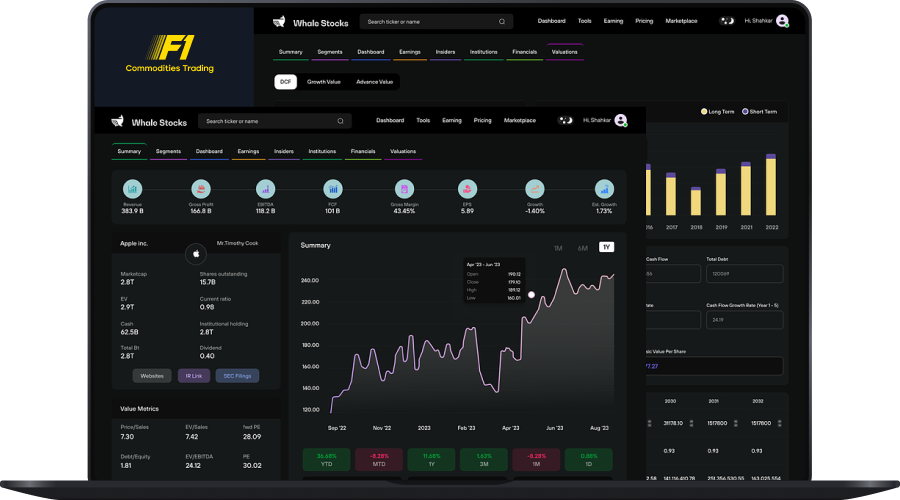 F1
Commodities Trading
Whale Stocks
Search ticker or name
Dashboard
Tools
Earning
Pricing
Marketplace
Hi, Shahkar
Summary
Segments
Dashboard
Earnings
Insiders
Institutions
Financials
Valuations
DCF
Growth Value
Advance Value
Long Term
Short Term
2017
2018
2019
2020
2021
2022
Cash Flow
Total Debt
120069
Cash Flow Growth Rate (Year 1 - 5)
24.19
Value Per Share
77.27
2030
2031
2032
31178.10
1517800
1517800
0.93
0.93
0.93
Whale Stocks
Search ticker or name
Dashboard
Tools
Earning
Pricing
Marketplace
Hi, Shahkar
Summary
Segments
Dashboard
Earnings
Insiders
Institutions
Financials
Valuations
Revenue
383.9 B
Gross Profit
166.8 B
EBITDA
118.2 B
FCF
101 B
Gross Margin
43.45%
EPS
5.89
Growth
-1.40%
Est. Growth
1.73%
Apple inc.
Mr.Timothy Cook
Marketcap
2.8T
Shares outstanding
15.7B
EV
2.9T
Current ratio
0.98
Cash
62.5B
Institutional holding
2.8T
Total Bt
2.8T
Dividend
0.40
Websites
IR Link
SEC Filings
Value Metrics
Price/Sales
7.30
EV/Sales
7.42
fwd PE
28.09
Debt/Equity
1.81
EV/EBITDA
24.12
PE
30.02
Summary
1M
6M
1Y
Apr '23 - Jun '23
Open 190.12
Close 179.10
High 189.12
Low 160.01
240.00
220.00
200.00
180.00
160.00
140.00
120.00
Sep '22
Nov '22
2023
Feb '23
Apr '23
Jun '23
Aug '23
36.68%
YTD
-8.28%
MTD
11.68%
1Y
1.63%
3M
-8.28%
1M
0.00%
1D